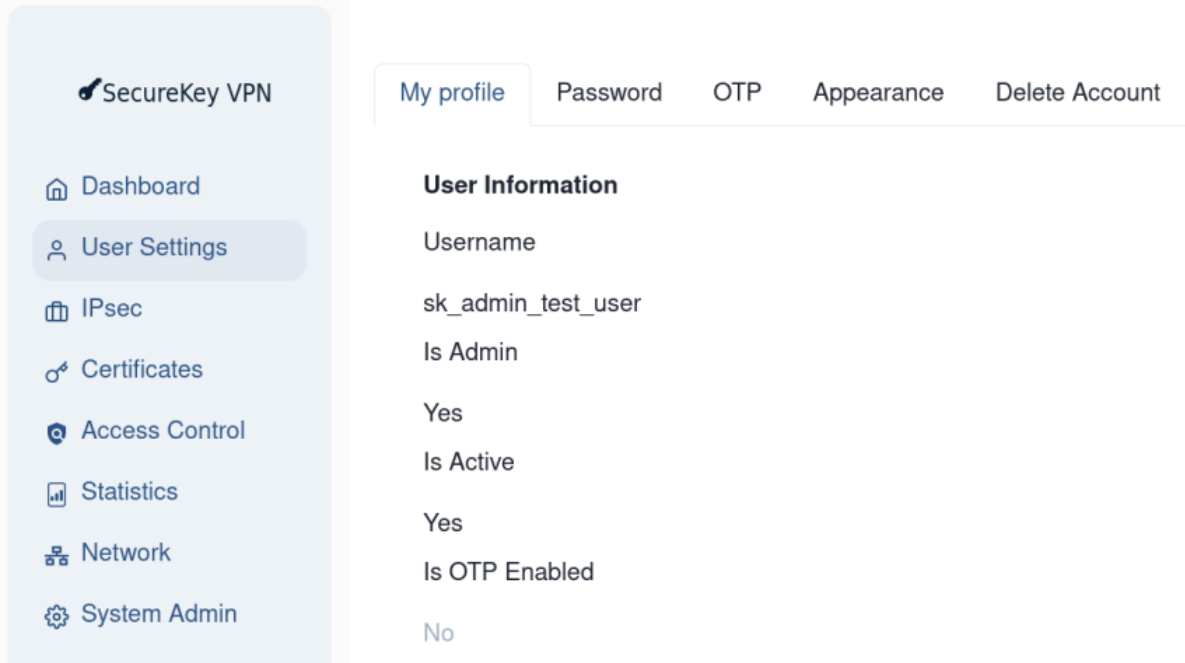 SecureKey VPN
Dashboard
User Settings
IPsec
Certificates
Access Control
Statistics
Network
System Admin
My profile Password OTP Appearance Delete Account
User Information
Username
sk_admin_test_user
Is Admin
Yes
Is Active
Yes
Is OTP Enabled
No